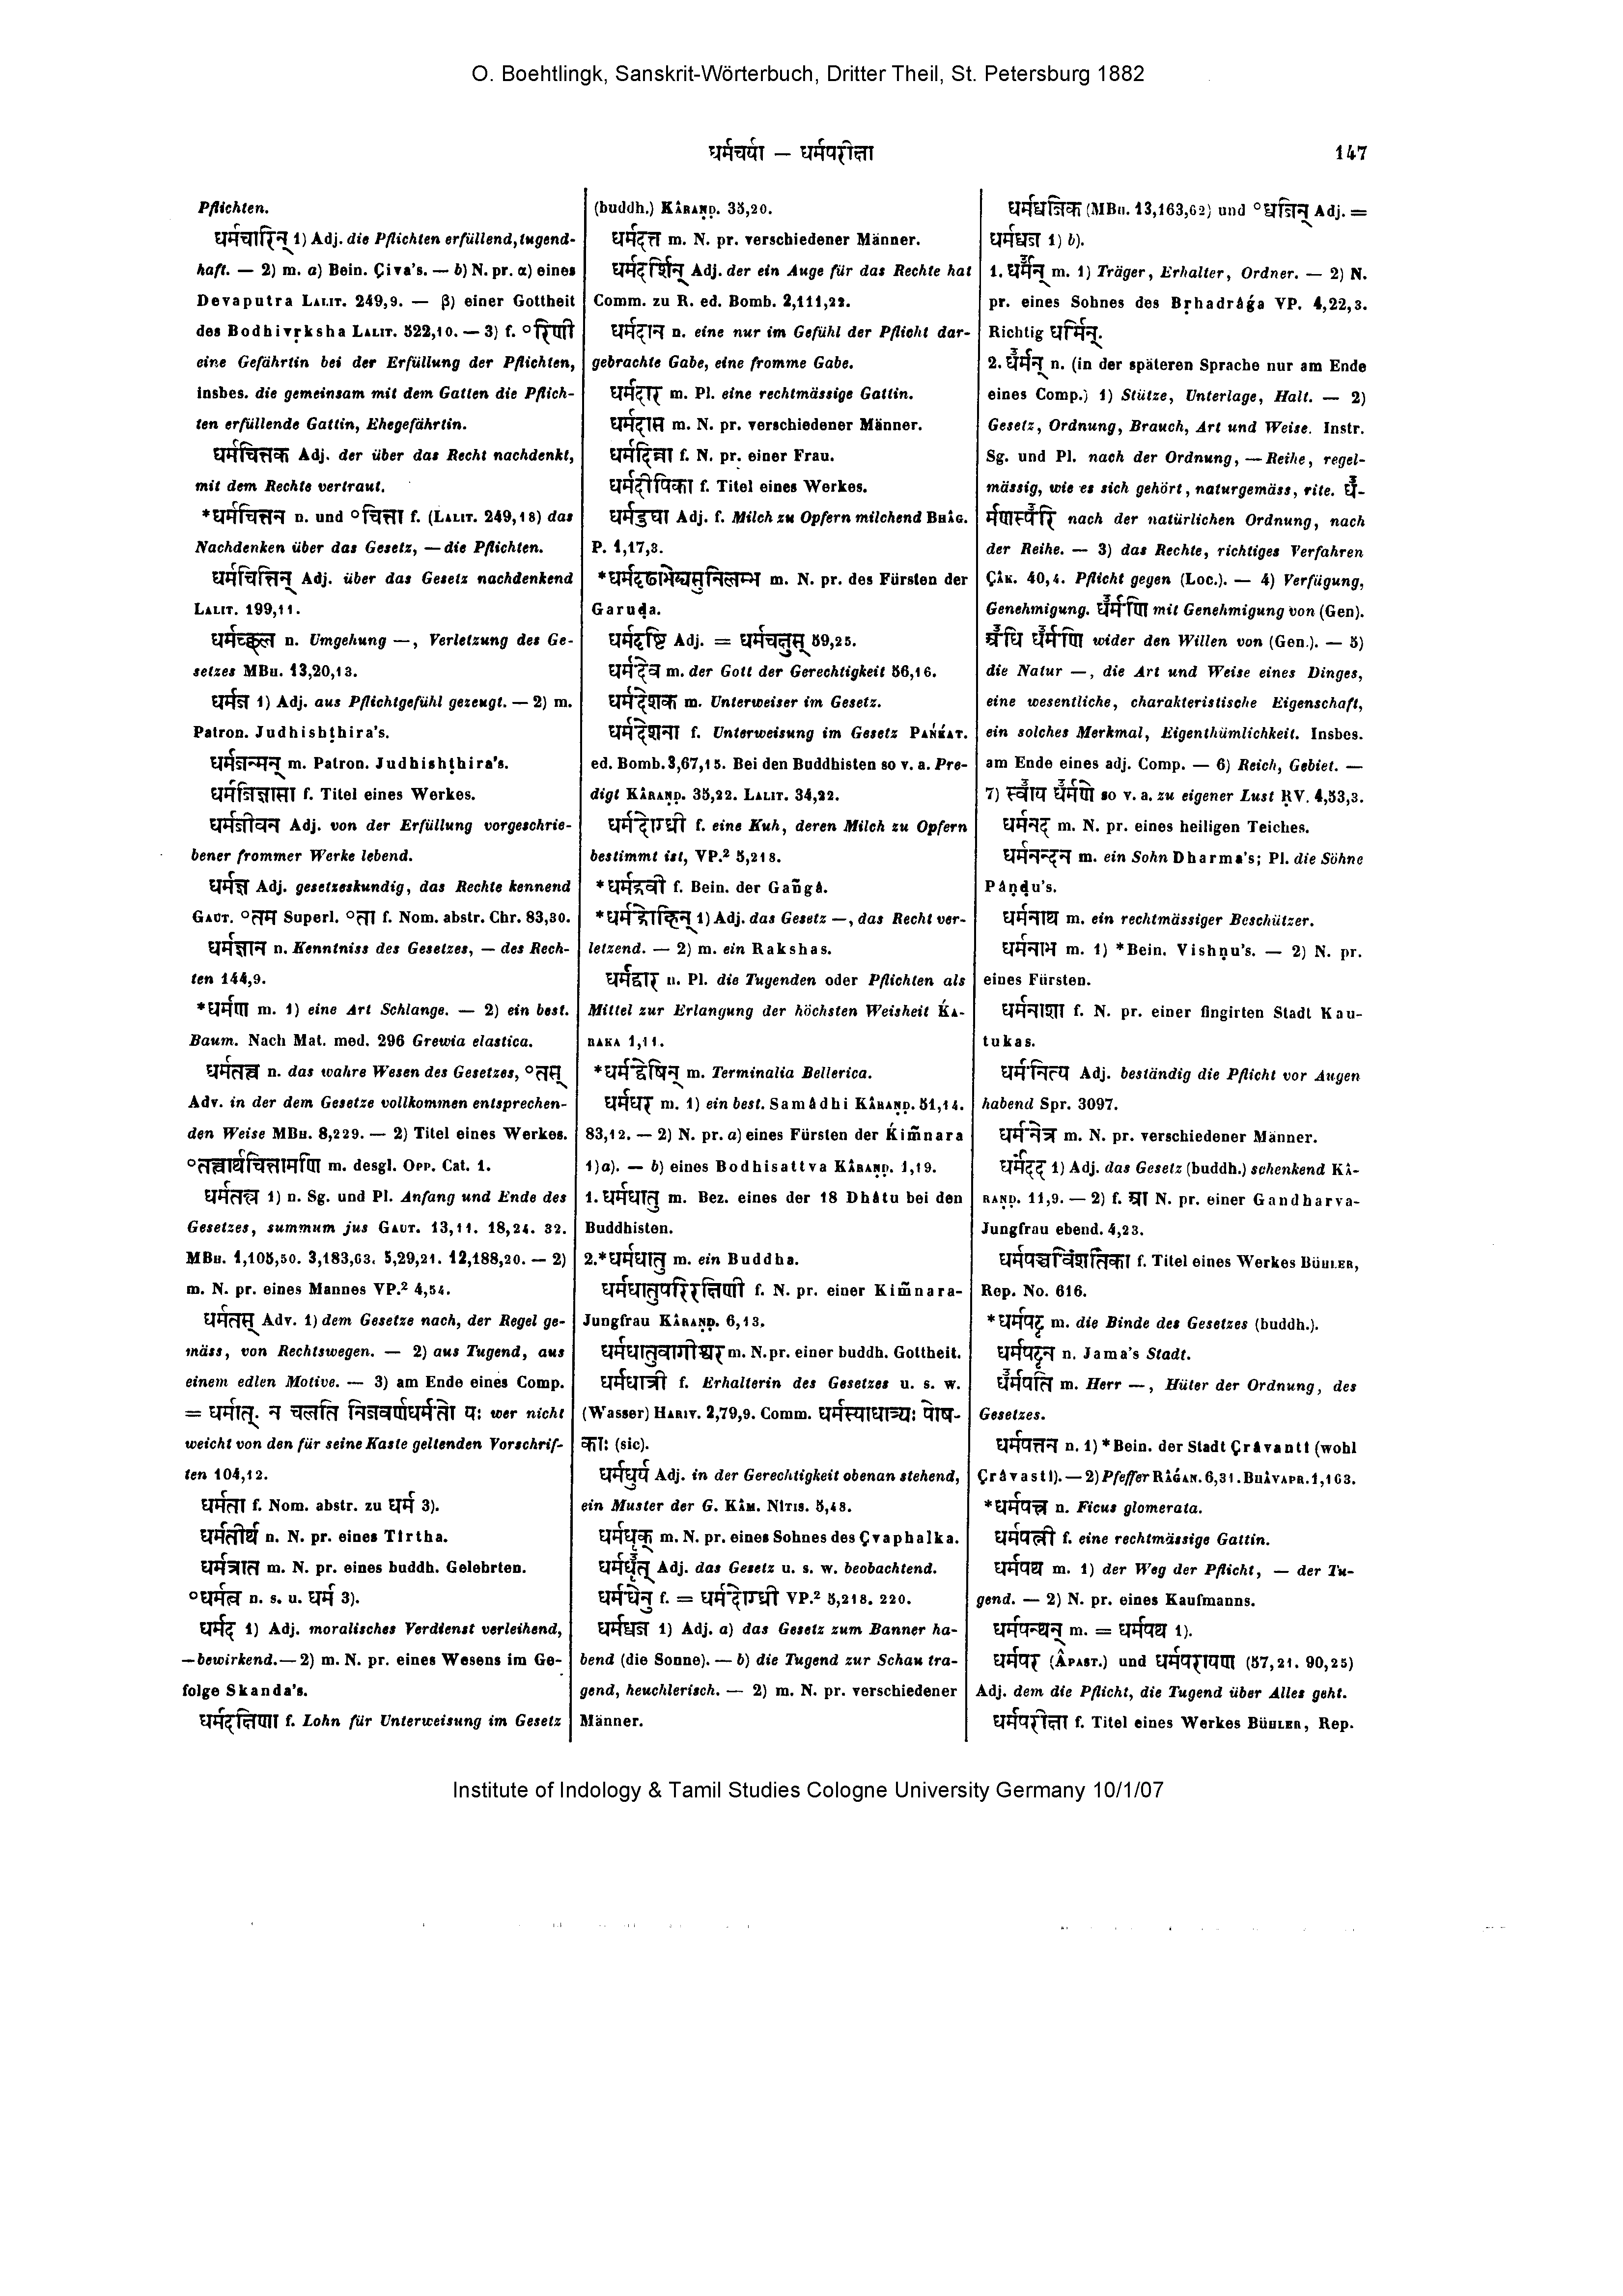 O. Boehtlingk, Sanskrit-Wörterbuch, Dritter Theil, St. Petersburg 1882
धर्मचर्या — धर्मपरीक्षा
147
Pflichten.
धर्मचारिन् 1) Adj. die Pflichten erfüllend, tugend-
haft. — 2) m. a) Bein. Çiva's. — b) N. pr. α) eines
Devaputra LALIT. 249,9. — β) einer Gottheit
des Bodhivṛksha LALIT. 522,10. — 3) f. °रिणी
eine Gefährtin bei der Erfüllung der Pflichten,
insbes. die gemeinsam mit dem Gatten die Pflich-
ten erfüllende Gattin, Ehegefährtin.
धर्मचिन्तक Adj. der über das Recht nachdenkt,
mit dem Rechte vertraut.
*धर्मचिन्तन n. und °चिन्ता f. (LALIT. 249,18) das
Nachdenken über das Gesetz, — die Pflichten.
धर्मचिन्तिन् Adj. über das Gesetz nachdenkend
LALIT. 199,11.
धर्मच्छल n. Umgehung —, Verletzung des Ge-
setzes MBH. 13,20,13.
धर्मज 1) Adj. aus Pflichtgefühl gezeugt. — 2) m.
Patron. Judhishṭhira's.
धर्मजन्मन् m. Patron. Judhishṭhira's.
धर्मजिज्ञासा f. Titel eines Werkes.
धर्मजीवन Adj. von der Erfüllung vorgeschrie-
bener frommer Werke lebend.
धर्मज्ञ Adj. gesetzeskundig, das Rechte kennend
GAUT. °तम Superl. °ता f. Nom. abstr. Chr. 83,30.
धर्मज्ञान n. Kenntniss des Gesetzes, — des Rech-
ten 144,9.
*धर्मण m. 1) eine Art Schlange. — 2) ein best.
Baum. Nach Mat. med. 296 Grewia elastica.
धर्मतत्त्व n. das wahre Wesen des Gesetzes, °तस्
Adv. in der dem Gesetze vollkommen entsprechen-
den Weise MBH. 8,229. — 2) Titel eines Werkes.
°तत्त्वार्थचिन्तामणि m. desgl. OPP. Cat. 1.
धर्मतन्त्र 1) n. Sg. und Pl. Anfang und Ende des
Gesetzes, summum jus GAUT. 13,11. 18,24. 32.
MBH. 1,105,50. 3,183,63. 5,29,21. 12,188,20. — 2)
m. N. pr. eines Mannes VP.² 4,54.
धर्मतस् Adv. 1) dem Gesetze nach, der Regel ge-
mäss, von Rechtswegen. — 2) aus Tugend, aus
einem edlen Motive. — 3) am Ende eines Comp.
= धर्मात्. न चलति निजवर्णधर्मतो यः wer nicht
weicht von den für seine Kaste geltenden Vorschrif-
ten 104,12.
धर्मता f. Nom. abstr. zu धर्म 3).
धर्मतीर्थ n. N. pr. eines Tîrtha.
धर्मत्रात m. N. pr. eines buddh. Gelehrten.
°धर्मत्व n. s. u. धर्म 3).
धर्मद 1) Adj. moralisches Verdienst verleihend,
—bewirkend.— 2) m. N. pr. eines Wesens im Ge-
folge Skanda's.
धर्मदक्षिणा f. Lohn für Unterweisung im Gesetz
(buddh.) KÂRAṆḌ. 35,20.
धर्मदत्त m. N. pr. verschiedener Männer.
धर्मदर्शिन् Adj. der ein Auge für das Rechte hat
Comm. zu R. ed. Bomb. 2,111,22.
धर्मदान n. eine nur im Gefühl der Pflicht dar-
gebrachte Gabe, eine fromme Gabe.
धर्मदार m. Pl. eine rechtmässige Gattin.
धर्मदास m. N. pr. verschiedener Männer.
धर्मदिन्ना f. N. pr. einer Frau.
धर्मदीपिका f. Titel eines Werkes.
धर्मदुघा Adj. f. Milch zu Opfern milchend BHÂG.
P. 1,17,3.
m. N. pr. des Fürsten der
Garuḍa.
धर्मदृष्टि Adj. = धर्मचक्षुस् 59,25.
धर्मदेव m. der Gott der Gerechtigkeit 56,16.
धर्मदेशक m. Unterweiser im Gesetz.
धर्मदेशना f. Unterweisung im Gesetz PAŃḰAT.
ed. Bomb. 3,67,15. Bei den Buddhisten so v. a. Pre-
digt KÂRAṆḌ. 35,22. LALIT. 34,22.
धर्मदोग्ध्री f. eine Kuh, deren Milch zu Opfern
bestimmt ist, VP.² 5,218.
*धर्मद्रवी f. Bein. der Gaṅgâ.
*धर्मद्रोहिन् 1) Adj. das Gesetz —, das Recht ver-
letzend. — 2) m. ein Rakshas.
धर्मद्वार n. Pl. die Tugenden oder Pflichten als
Mittel zur Erlangung der höchsten Weisheit ḰA-
RAKA 1,11.
*धर्मद्वेषिन् m. Terminalia Bellerica.
धर्मधर m. 1) ein best. Samâdhi KÂRAṆḌ. 51,14.
83,12. — 2) N. pr. a) eines Fürsten der Kim̃nara
1)a). — b) eines Bodhisattva KÂRAṆḌ. 1,19.
1. धर्मधातु m. Bez. eines der 18 Dhâtu bei den
Buddhisten.
2.*धर्मधातु m. ein Buddha.
धर्मधातुपरिरक्षिणी f. N. pr. einer Kim̃nara-
Jungfrau KÂRAṆḌ. 6,13.
धर्मधातुवागीश्वर m. N. pr. einer buddh. Gottheit.
धर्मधात्री f. Erhalterin des Gesetzes u. s. w.
(Wasser) HARIV. 2,79,9. Comm. धर्मस्याधात्र्यः पोष-
काः (sic).
धर्मधुर्य Adj. in der Gerechtigkeit obenan stehend,
ein Muster der G. KÂM. NÎTIS. 5,48.
धर्मधृक् m. N. pr. eines Sohnes des Çvaphalka.
धर्मधृत् Adj. das Gesetz u. s. w. beobachtend.
धर्मधेनु f. = धर्मदोग्ध्री VP.² 5,218. 220.
धर्मध्वज 1) Adj. a) das Gesetz zum Banner ha-
bend (die Sonne). — b) die Tugend zur Schau tra-
gend, heuchlerisch. — 2) m. N. pr. verschiedener
Männer.
धर्मध्वजिक (MBH. 13,163,62) und °ध्वजिन् Adj. =
धर्मध्वज 1) b).
1. धर्मन् m. 1) Träger, Erhalter, Ordner. — 2) N.
pr. eines Sohnes des Bṛhadrâǵa VP. 4,22,3.
Richtig धर्मिन्.
2. धर्मन् n. (in der späteren Sprache nur am Ende
eines Comp.) 1) Stütze, Unterlage, Halt. — 2)
Gesetz, Ordnung, Brauch, Art und Weise. Instr.
Sg. und Pl. nach der Ordnung, — Reihe, regel-
mässig, wie es sich gehört, naturgemäss, rite. ध-
र्मणस्परि nach der natürlichen Ordnung, nach
der Reihe. — 3) das Rechte, richtiges Verfahren
ÇÂK. 40,4. Pflicht gegen (Loc.). — 4) Verfügung,
Genehmigung. धर्मणि mit Genehmigung von (Gen).
अधि धर्मणि wider den Willen von (Gen.). — 5)
die Natur —, die Art und Weise eines Dinges,
eine wesentliche, charakteristische Eigenschaft,
ein solches Merkmal, Eigenthümlichkeit. Insbes.
am Ende eines adj. Comp. — 6) Reich, Gebiet. —
7) स्वाय धर्मणे so v. a. zu eigener Lust ṚV. 4,53,3.
धर्मनद m. N. pr. eines heiligen Teiches.
धर्मनन्दन m. ein Sohn Dharma's; Pl. die Söhne
Pâṇḍu's.
धर्मनाथ m. ein rechtmässiger Beschützer.
धर्मनाभ m. 1) *Bein. Vishṇu's. — 2) N. pr.
eines Fürsten.
धर्मनाशा f. N. pr. einer fingirten Stadt Kau-
tukas.
धर्मनित्य Adj. beständig die Pflicht vor Augen
habend Spr. 3097.
धर्मनेत्र m. N. pr. verschiedener Männer.
धर्मंदद 1) Adj. das Gesetz (buddh.) schenkend KÂ-
RAṆḌ. 11,9. — 2) f. आ N. pr. einer Gandharva-
Jungfrau ebend. 4,23.
धर्मपञ्चविंशतिका f. Titel eines Werkes BÜHLER,
Rep. No. 616.
*धर्मपट्ट m. die Binde des Gesetzes (buddh.).
धर्मपट्टन n. Jama's Stadt.
धर्मपति m. Herr —, Hüter der Ordnung, des
Gesetzes.
धर्मपत्तन n. 1) *Bein. der Stadt Çrâvantî (wohl
Çrâvastî). — 2) Pfeffer RÂǴAN. 6,31. BHÂVAPR. 1,163.
*धर्मपत्त्र n. Ficus glomerata.
धर्मपत्नी f. eine rechtmässige Gattin.
धर्मपथ m. 1) der Weg der Pflicht, — der Tu-
gend. — 2) N. pr. eines Kaufmanns.
धर्मपन्थन् m. = धर्मपथ 1).
धर्मपर (ÂPAST.) und धर्मपरायण (57,21. 90,25)
Adj. dem die Pflicht, die Tugend über Alles geht.
धर्मपरीक्षा f. Titel eines Werkes BÜHLER, Rep.
Institute of Indology & Tamil Studies Cologne University Germany 10/1/07